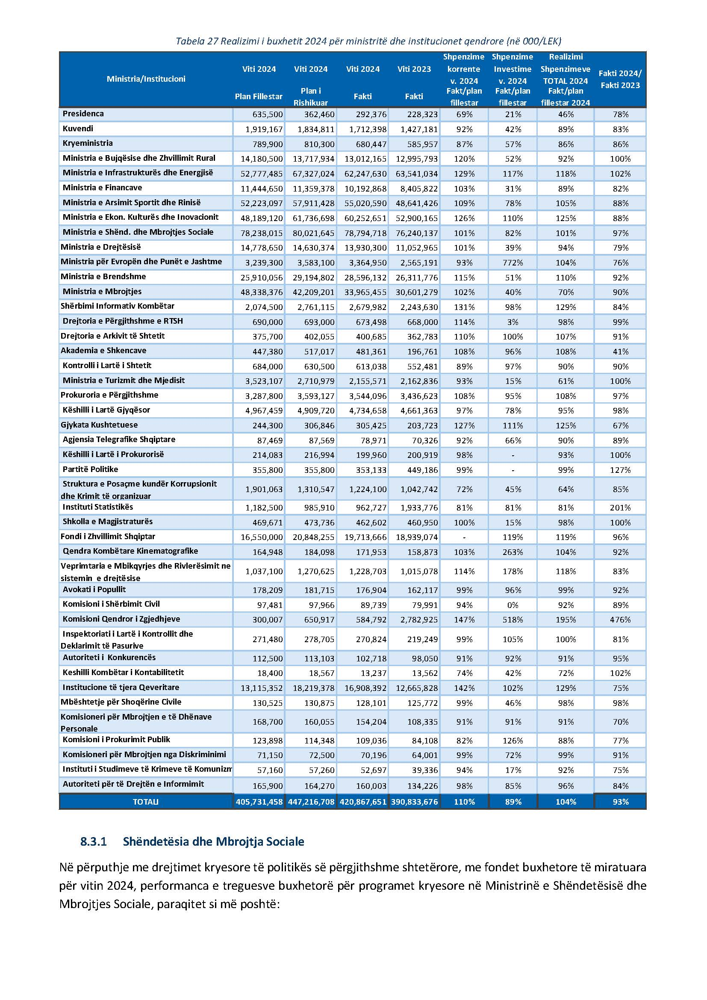 Tabela 27 Realizimi i buxhetit 2024 për ministritë dhe institucionet qendrore (në 000/LEK)
Ministria/Institucioni | Viti 2024 Plan Fillestar | Viti 2024 Plan i Rishikuar | Viti 2024 Fakti | Viti 2023 Fakti | Shpenzime korrente v. 2024 Fakt/plan fillestar | Shpenzime Investime v. 2024 Fakt/plan fillestar | Realizimi Shpenzimeve TOTAL 2024 Fakt/plan fillestar 2024 | Fakti 2024/ Fakti 2023
Presidenca 635,500 362,460 292,376 228,323 69% 21% 46% 78%
Kuvendi 1,919,167 1,834,811 1,712,398 1,427,181 92% 42% 89% 83%
Kryeministria 789,900 810,300 680,447 585,957 87% 57% 86% 86%
Ministria e Bujqësise dhe Zhvillimit Rural 14,180,500 13,717,934 13,012,165 12,995,793 120% 52% 92% 100%
Ministria e Infrastrukturës dhe Energjisë 52,777,485 67,327,024 62,247,630 63,541,034 129% 117% 118% 102%
Ministria e Financave 11,444,650 11,359,378 10,192,868 8,405,822 103% 31% 89% 82%
Ministria e Arsimit Sportit dhe Rinisë 52,223,097 57,911,428 55,020,590 48,641,426 109% 78% 105% 88%
Ministria e Ekon. Kulturës dhe Inovacionit 48,189,120 61,736,698 60,252,651 52,900,165 126% 110% 125% 88%
Ministria e Shënd. dhe Mbrojtjes Sociale 78,238,015 80,021,645 78,794,718 76,240,137 101% 82% 101% 97%
Ministria e Drejtësisë 14,778,650 14,630,374 13,930,300 11,052,965 101% 39% 94% 79%
Ministria për Evropën dhe Punët e Jashtme 3,239,300 3,583,100 3,364,950 2,565,191 93% 772% 104% 76%
Ministria e Brendshme 25,910,056 29,194,802 28,596,132 26,311,776 115% 51% 110% 92%
Ministria e Mbrojtjes 48,338,376 42,209,201 33,965,455 30,601,279 102% 40% 70% 90%
Shërbimi Informativ Kombëtar 2,074,500 2,761,115 2,679,982 2,243,630 131% 98% 129% 84%
Drejtoria e Përgjithshme e RTSH 690,000 693,000 673,498 668,000 114% 3% 98% 99%
Drejtoria e Arkivit të Shtetit 375,700 402,055 400,685 362,783 110% 100% 107% 91%
Akademia e Shkencave 447,380 517,017 481,361 196,761 108% 96% 108% 41%
Kontrolli i Lartë i Shtetit 684,000 630,500 613,038 552,481 89% 97% 90% 90%
Ministria e Turizmit dhe Mjedisit 3,523,107 2,710,979 2,155,571 2,162,836 93% 15% 61% 100%
Prokuroria e Përgjithshme 3,287,800 3,593,127 3,544,096 3,436,623 108% 95% 108% 97%
Këshilli i Lartë Gjyqësor 4,967,459 4,909,720 4,734,658 4,661,363 97% 78% 95% 98%
Gjykata Kushtetuese 244,300 306,846 305,425 203,723 127% 111% 125% 67%
Agjensia Telegrafike Shqiptare 87,469 87,569 78,971 70,326 92% 66% 90% 89%
Këshilli i Lartë i Prokurorisë 214,083 216,994 199,960 200,919 98% - 93% 100%
Partitë Politike 355,800 355,800 353,133 449,186 99% - 99% 127%
Struktura e Posaçme kundër Korrupsionit
dhe Krimit të organizuar 1,901,063 1,310,547 1,224,100 1,042,742 72% 45% 64% 85%
Instituti Statistikës 1,182,500 985,910 962,727 1,933,776 81% 81% 81% 201%
Shkolla e Magjistraturës 469,671 473,736 462,602 460,950 100% 15% 98% 100%
Fondi i Zhvillimit Shqiptar 16,550,000 20,848,255 19,713,666 18,939,074 - 119% 119% 96%
Qendra Kombëtare Kinematografike 164,948 184,098 171,953 158,873 103% 263% 104% 92%
Veprimtaria e Mbikqyrjes dhe Rivlerësimit ne
sistemin e drejtësise 1,037,100 1,270,625 1,228,703 1,015,078 114% 178% 118% 83%
Avokati i Popullit 178,209 181,715 176,904 162,117 99% 96% 99% 92%
Komisioni i Shërbimit Civil 97,481 97,966 89,739 79,991 94% 0% 92% 89%
Komisioni Qendror i Zgjedhjeve 300,007 650,917 584,792 2,782,925 147% 518% 195% 476%
Inspektoriati i Lartë i Kontrollit dhe
Deklarimit të Pasurive 271,480 278,705 270,824 219,249 99% 105% 100% 81%
Autoriteti i Konkurencës 112,500 113,103 102,718 98,050 91% 92% 91% 95%
Keshilli Kombëtar i Kontabilitetit 18,400 18,567 13,237 13,562 74% 42% 72% 102%
Institucione të tjera Qeveritare 13,115,352 18,219,378 16,908,392 12,665,828 142% 102% 129% 75%
Mbështetje për Shoqërine Civile 130,525 130,875 128,101 125,772 99% 46% 98% 98%
Komisioneri për Mbrojtjen e të Dhënave
Personale 168,700 160,055 154,204 108,335 91% 91% 91% 70%
Komisioni i Prokurimit Publik 123,898 114,348 109,036 84,108 82% 126% 88% 77%
Komisioneri për Mbrojtjen nga Diskriminimi 71,150 72,500 70,196 64,001 99% 72% 99% 91%
Instituti i Studimeve të Krimeve të Komunizm 57,160 57,260 52,697 39,336 94% 17% 92% 75%
Autoriteti për të Drejtën e Informimit 165,900 164,270 160,003 134,226 98% 85% 96% 84%
TOTALI 405,731,458 447,216,708 420,867,651 390,833,676 110% 89% 104% 93%
8.3.1 Shëndetësia dhe Mbrojtja Sociale
Në përputhje me drejtimet kryesore të politikës së përgjithshme shtetërore, me fondet buxhetore të miratuara
për vitin 2024, performanca e treguesve buxhetorë për programet kryesore në Ministrinë e Shëndetësisë dhe
Mbrojtjes Sociale, paraqitet si më poshtë: